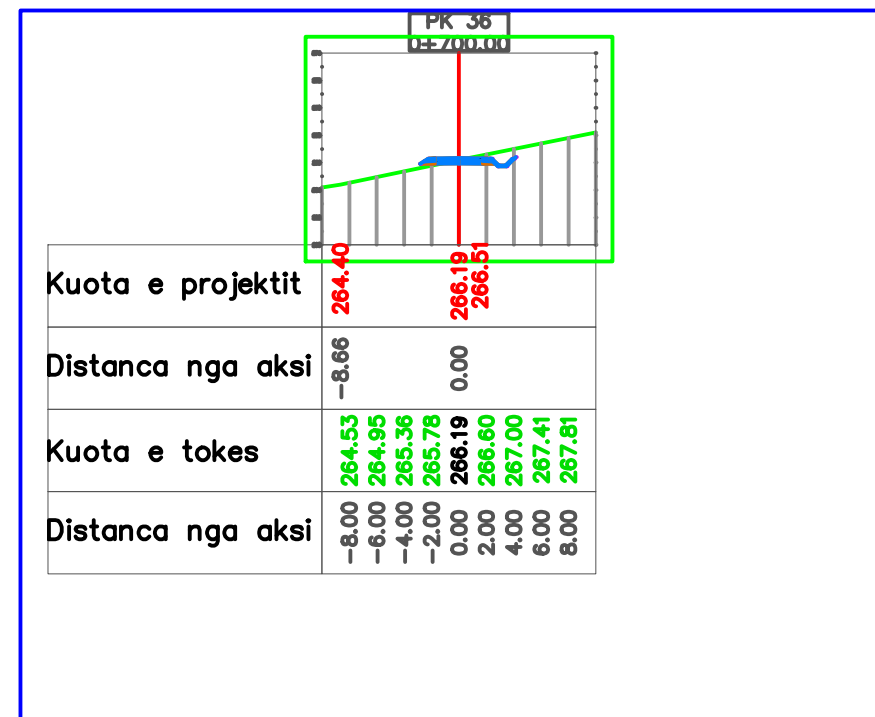 PK 36
0+700.00
Kuota e projektit 264.40 266.19 266.51
Distanca nga aksi -8.66 0.00
Kuota e tokes 264.53 264.95 265.36 265.78 266.19 266.60 267.00 267.41 267.81
Distanca nga aksi -8.00 -6.00 -4.00 -2.00 0.00 2.00 4.00 6.00 8.00